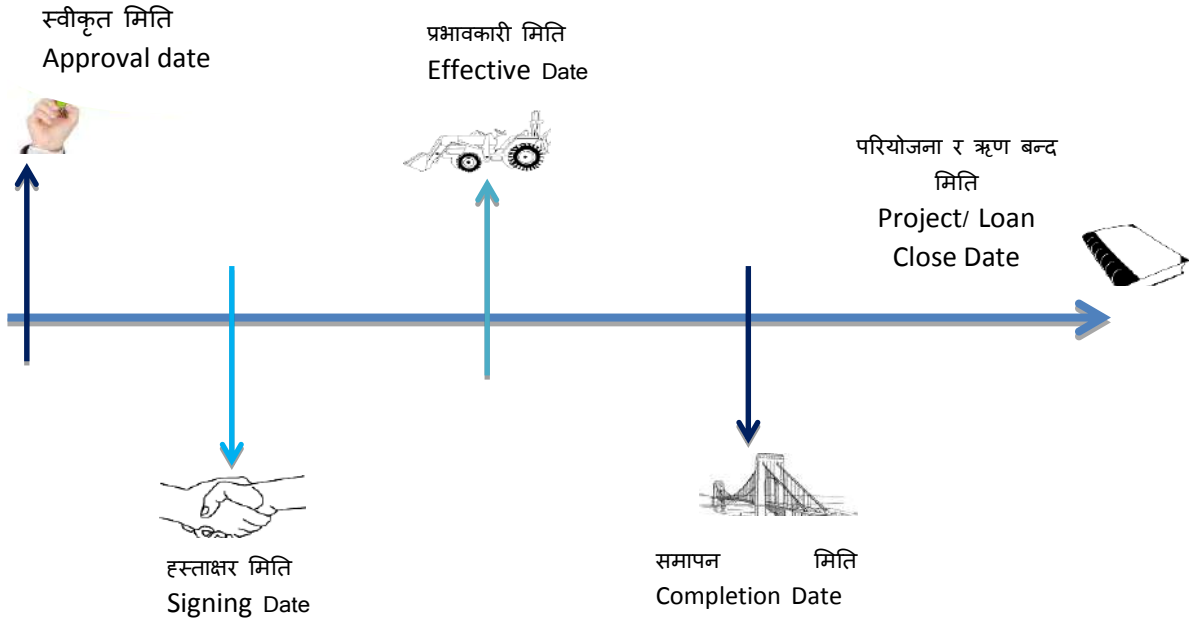 स्वीकृत मिति
Approval date
प्रभावकारी मिति
Effective Date
परियोजना र ऋण बन्द
मिति
Project/ Loan
Close Date
हस्ताक्षर मिति
Signing Date
समापन मिति
Completion Date